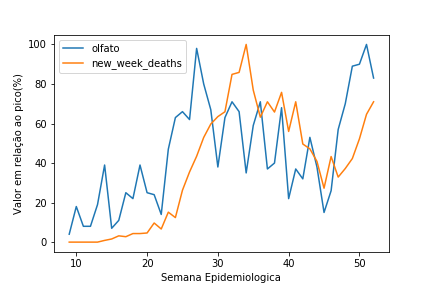 olfato
new_week_deaths
Valor em relação ao pico(%)
100
80
60
40
20
0
10
20
30
40
50
Semana Epidemiologica